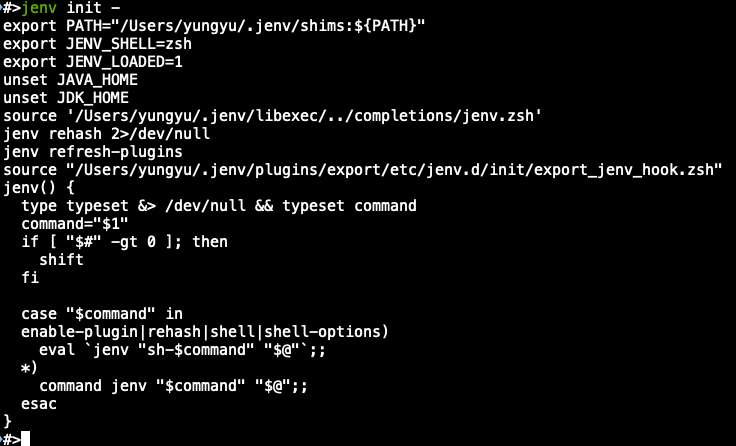 #>jenv init -
export PATH="/Users/yungyu/.jenv/shims:${PATH}"
export JENV_SHELL=zsh
export JENV_LOADED=1
unset JAVA_HOME
unset JDK_HOME
source '/Users/yungyu/.jenv/libexec/../completions/jenv.zsh'
jenv rehash 2>/dev/null
jenv refresh-plugins
source "/Users/yungyu/.jenv/plugins/export/etc/jenv.d/init/export_jenv_hook.zsh"
jenv() {
  type typeset &> /dev/null && typeset command
  command="$1"
  if [ "$#" -gt 0 ]; then
    shift
  fi

  case "$command" in
  enable-plugin|rehash|shell|shell-options)
    eval `jenv "sh-$command" "$@"`;;
  *)
    command jenv "$command" "$@";;
  esac
}
#>